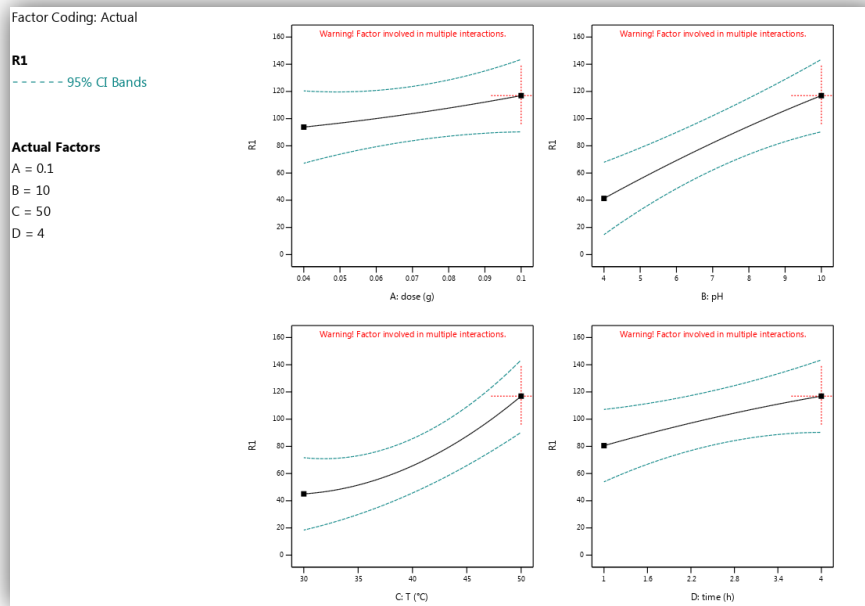 Factor Coding: Actual
R1
95% CI Bands
Actual Factors
A = 0.1
B = 10
C = 50
D = 4
Warning! Factor involved in multiple interactions.
160
140
120
100
80
60
40
20
0
R1
0.04 0.05 0.06 0.07 0.08 0.09 0.1
A: dose (g)
Warning! Factor involved in multiple interactions.
160
140
120
100
80
60
40
20
0
R1
4 5 6 7 8 9 10
B: pH
Warning! Factor involved in multiple interactions.
160
140
120
100
80
60
40
20
0
R1
30 35 40 45 50
C: T (°C)
Warning! Factor involved in multiple interactions.
160
140
120
100
80
60
40
20
0
R1
1 1.6 2.2 2.8 3.4 4
D: time (h)